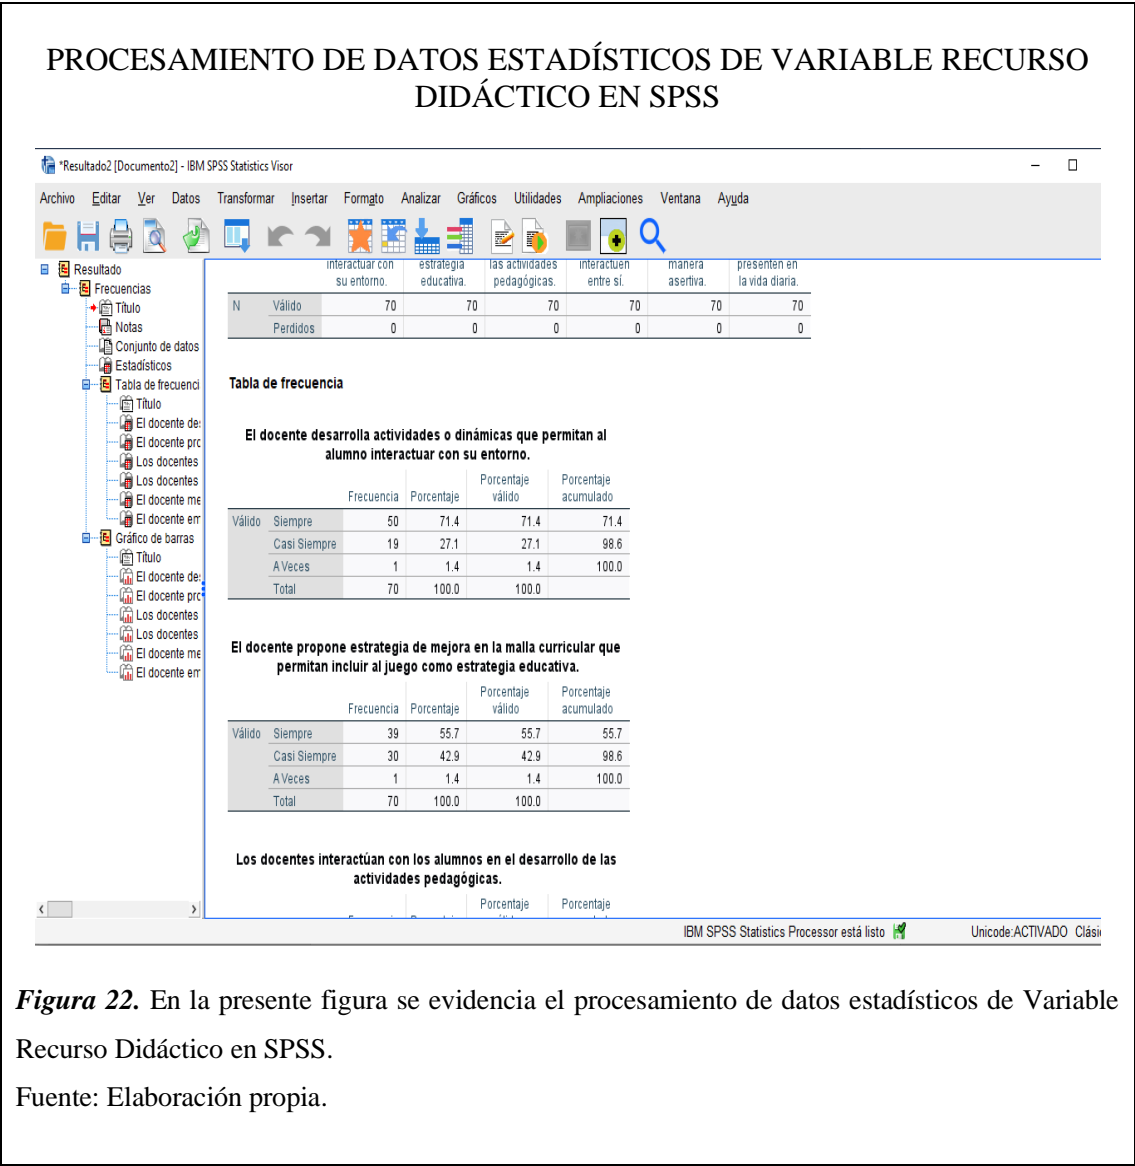 PROCESAMIENTO DE DATOS ESTADÍSTICOS DE VARIABLE RECURSO
DIDÁCTICO EN SPSS
*Resultado2 [Documento2] - IBM SPSS Statistics Visor
Archivo Editar Ver Datos Transformar Insertar Formato Analizar Gráficos Utilidades Ampliaciones Ventana Ayuda
Resultado
Frecuencias
Título
Notas
Conjunto de datos
Estadísticos
Tabla de frecuenci
Título
El docente de
El docente pro
Los docentes
Los docentes
El docente me
El docente em
Gráfico de barras
Título
El docente de
El docente pro
Los docentes
Los docentes
El docente me
El docente em
interactuar con estrategia las actividades interactuen manera presenten en
su entorno. educativa. pedagógicas. entre sí. asertiva. la vida diaria.
N Válido 70 70 70 70 70 70
Perdidos 0 0 0 0 0 0
Tabla de frecuencia
El docente desarrolla actividades o dinámicas que permitan al
alumno interactuar con su entorno.
Porcentaje Porcentaje
Frecuencia Porcentaje válido acumulado
Válido Siempre 50 71.4 71.4 71.4
Casi Siempre 19 27.1 27.1 98.6
A Veces 1 1.4 1.4 100.0
Total 70 100.0 100.0
El docente propone estrategia de mejora en la malla curricular que
permitan incluir al juego como estrategia educativa.
Porcentaje Porcentaje
Frecuencia Porcentaje válido acumulado
Válido Siempre 39 55.7 55.7 55.7
Casi Siempre 30 42.9 42.9 98.6
A Veces 1 1.4 1.4 100.0
Total 70 100.0 100.0
Los docentes interactúan con los alumnos en el desarrollo de las
actividades pedagógicas.
Porcentaje Porcentaje
IBM SPSS Statistics Processor está listo Unicode:ACTIVADO Clási
Figura 22. En la presente figura se evidencia el procesamiento de datos estadísticos de Variable
Recurso Didáctico en SPSS.
Fuente: Elaboración propia.